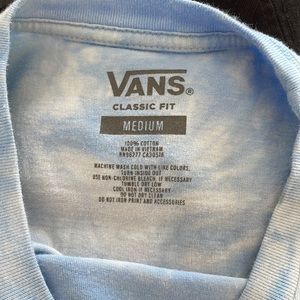 VANS®
CLASSIC FIT
MEDIUM
100% COTTON
MADE IN VIETNAM
MACHINE WASH COLD WITH LIKE COLORS,
TURN INSIDE OUT
USE NON-CHLORINE BLEACH, IF NECESSARY
TUMBLE DRY LOW
COOL IRON IF NECESSARY
DO NOT DRY CLEAN
DO NOT IRON PRINT AND ACCESSORIES